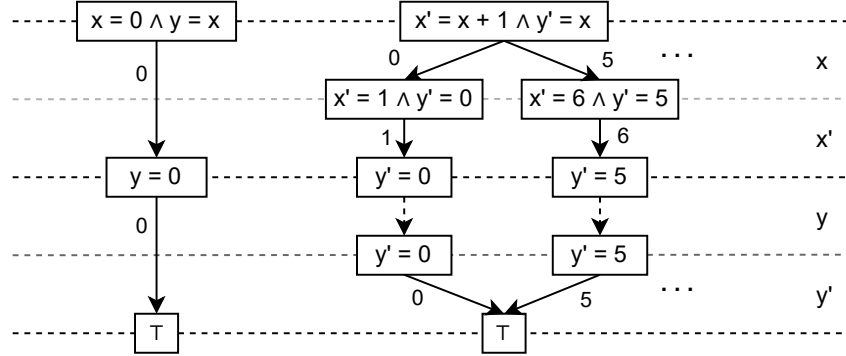 x = 0 ∧ y = x
x' = x + 1 ∧ y' = x
0
0
5
...
x
x' = 1 ∧ y' = 0
x' = 6 ∧ y' = 5
1
6
x'
y = 0
y' = 0
y' = 5
0
y
y' = 0
y' = 5
0
5
...
y'
⊤
⊤